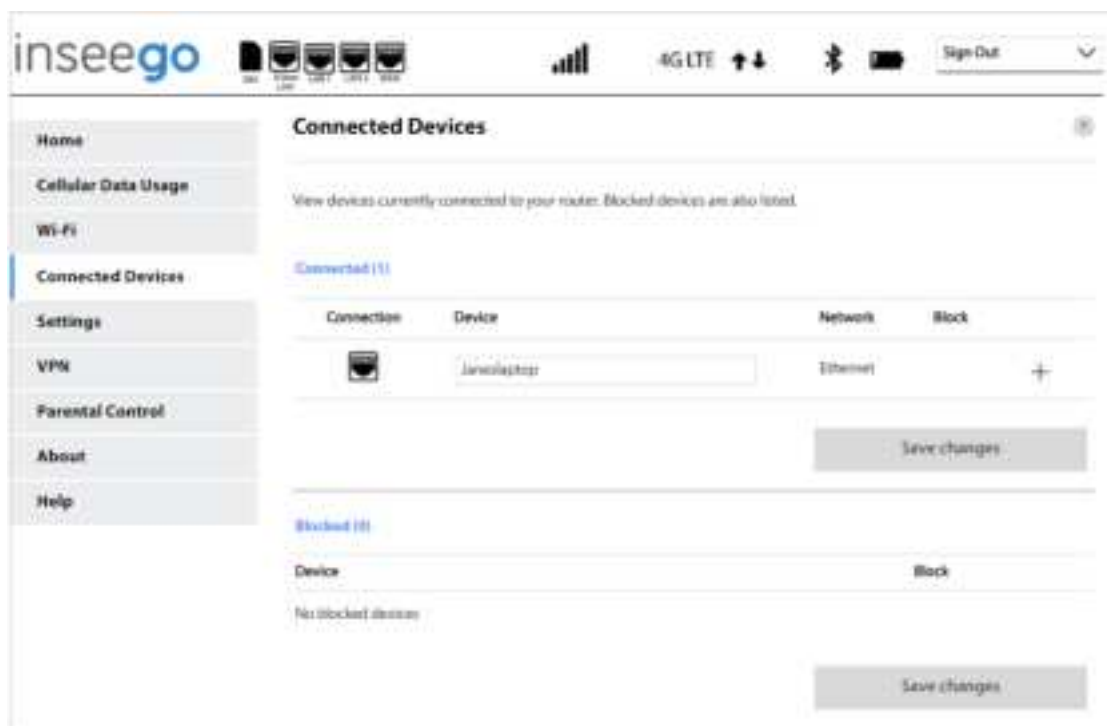 inseego
4G LTE
Sign Out
Home
Cellular Data Usage
Wi-Fi
Connected Devices
Settings
VPN
Parental Control
About
Help
Connected Devices
View devices currently connected to your router. Blocked devices are also listed.
Connected (1)
Connection Device Network Block
Janeslaptop Ethernet
Save changes
Blocked (0)
Device Block
No blocked devices
Save changes